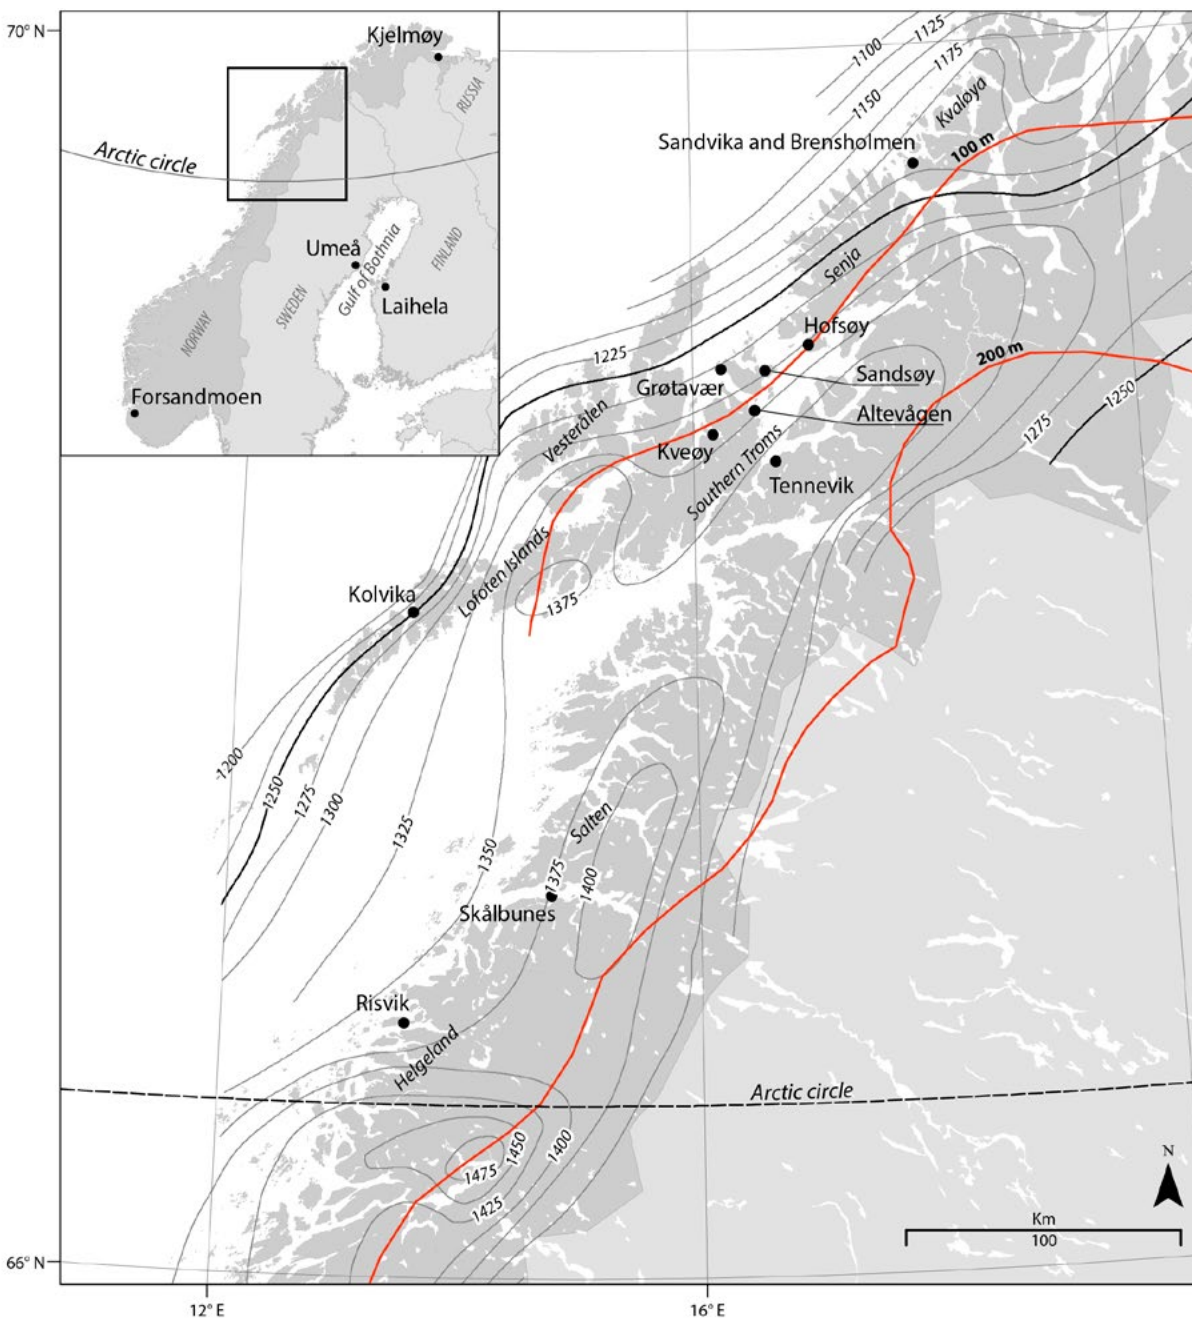 70° N
Kjelmøy
RUSSIA
Arctic circle
Umeå
Gulf of Bothnia
FINLAND
SWEDEN
Laihela
NORWAY
Forsandmoen
1100
1125
1175
1150
Kvaløya
Sandvika and Brensholmen
100 m
Senja
Hofsøy
1225
200 m
Grøtavær
Sandsøy
1250
Altevågen
1275
Vesterålen
Kveøy
Southern Troms
Tennevik
Lofoten Islands
Kolvika
1375
1200
1250
1275
1300
1325
1350
Salten
1375
1400
Skålbunes
Risvik
Helgeland
Arctic circle
1450
1400
1475
1425
N
Km
100
66° N
12° E
16° E